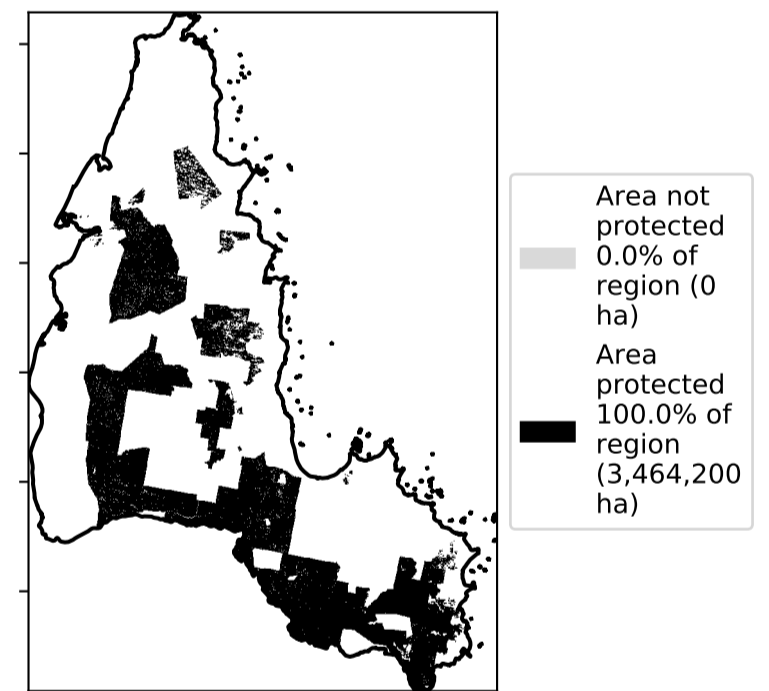 Area not
protected
0.0% of
region (0
ha)
Area
protected
100.0% of
region
(3,464,200
ha)